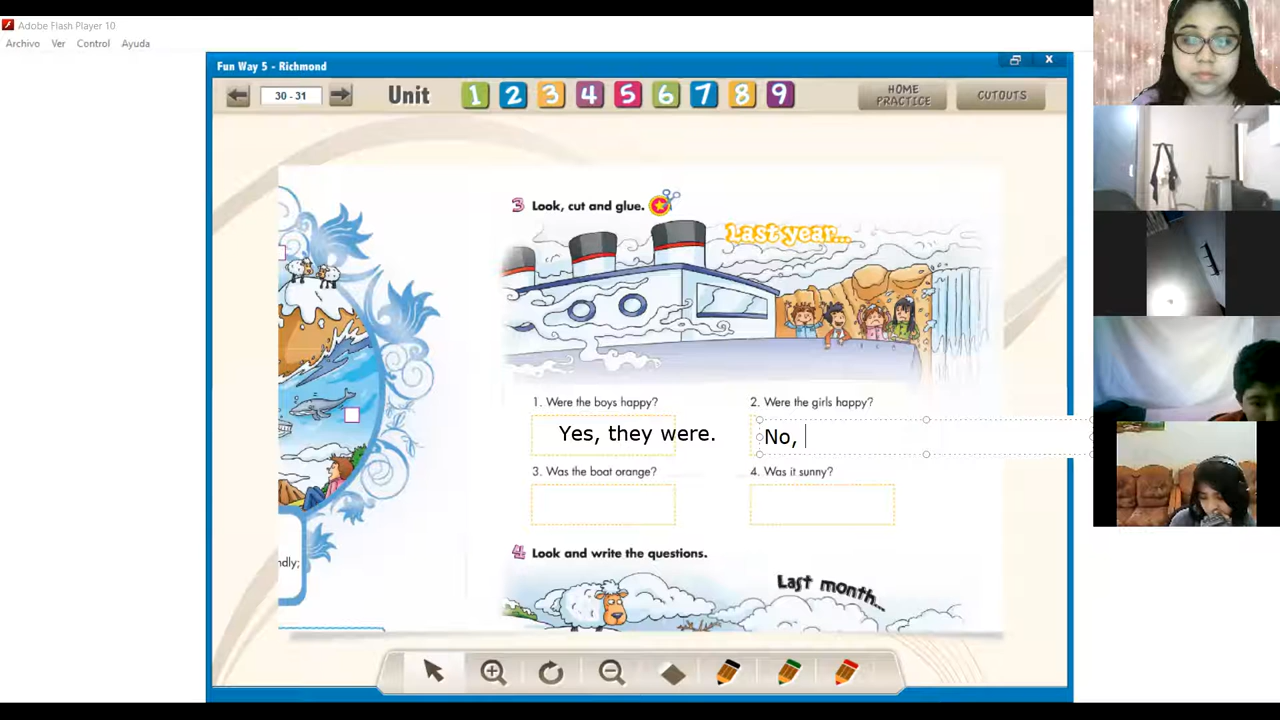 Adobe Flash Player 10
Archivo Ver Control Ayuda
Fun Way 5 - Richmond
30 - 31
Unit 1 2 3 4 5 6 7 8 9
HOME PRACTICE
CUTOUTS
3 Look, cut and glue.
Last year...
1. Were the boys happy?
2. Were the girls happy?
Yes, they were.
No,
3. Was the boat orange?
4. Was it sunny?
4 Look and write the questions.
ndly;
Last month...